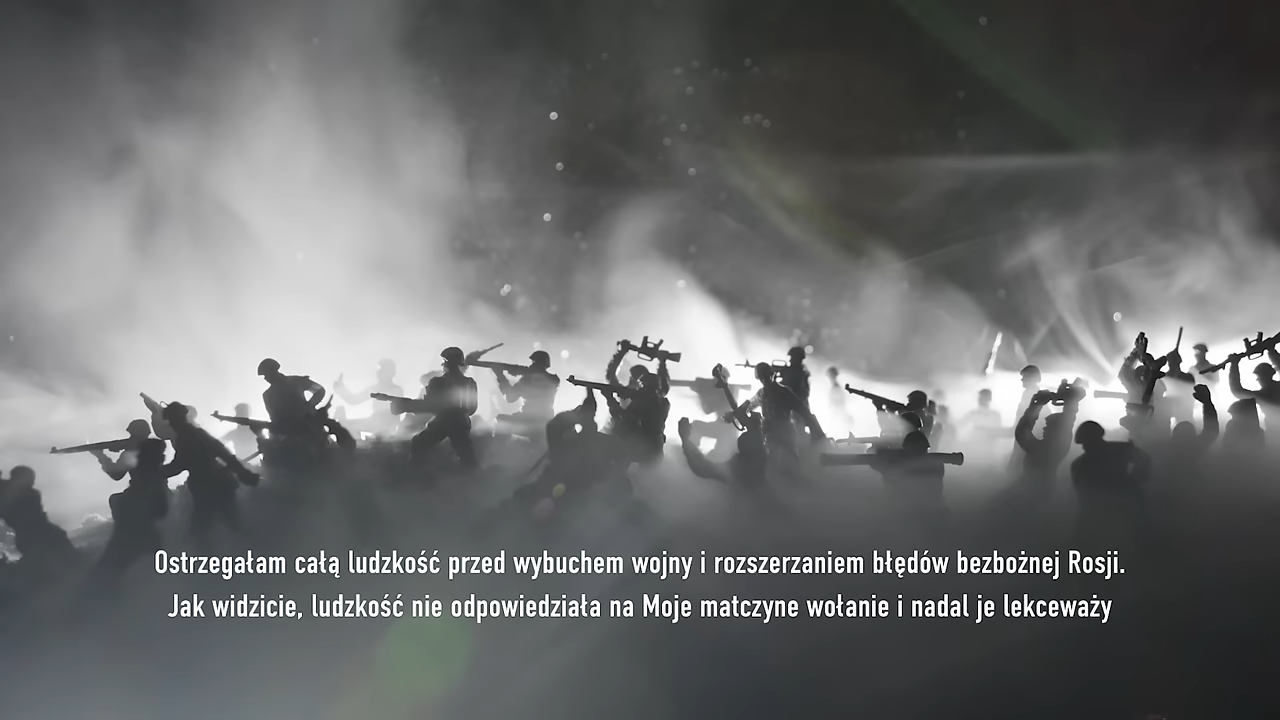 Ostrzegałam całą ludzkość przed wybuchem wojny i rozszerzaniem błędów bezbożnej Rosji.
Jak widzicie, ludzkość nie odpowiedziała na Moje matczyne wołanie i nadal je lekceważy